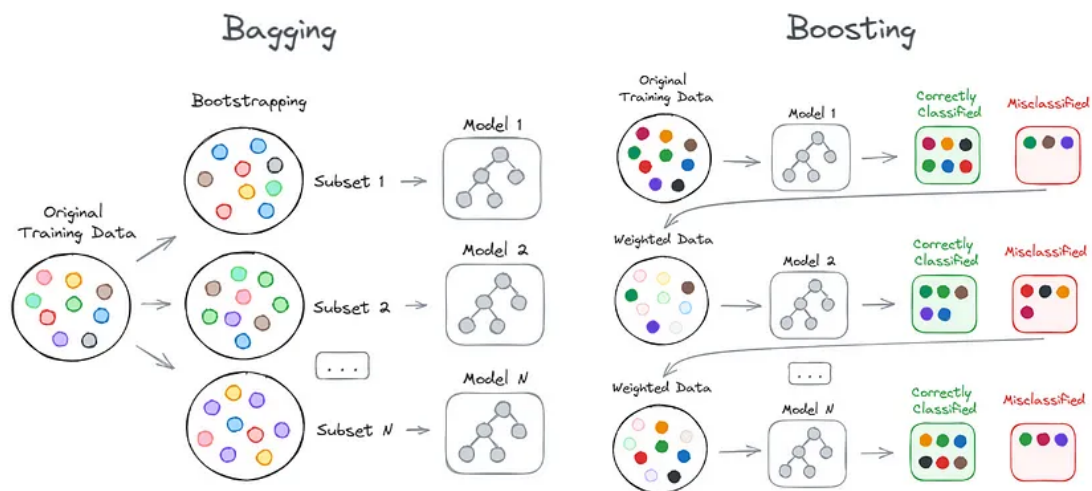 Bagging
Bootstrapping
Original
Training Data
Subset 1
Model 1
Subset 2
Model 2
...
Subset N
Model N
Boosting
Original
Training Data
Model 1
Correctly
Classified
Misclassified
Weighted Data
Model 2
Correctly
Classified
Misclassified
...
Weighted Data
Model N
Correctly
Classified
Misclassified